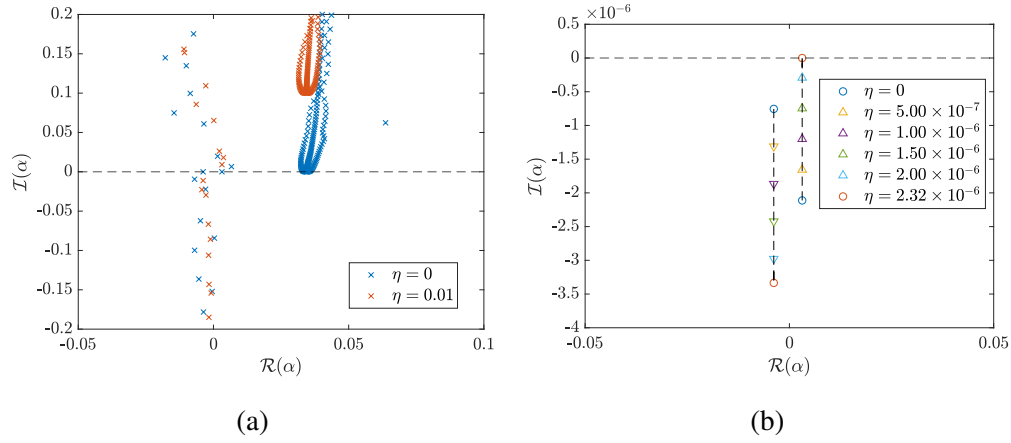 0.2
0.15
0.1
0.05
0
-0.05
-0.1
-0.15
-0.2
ℐ(α)
-0.05
0
0.05
0.1
ℛ(α)
η = 0
η = 0.01
(a)
×10⁻⁶
0.5
0
-0.5
-1
-1.5
-2
-2.5
-3
-3.5
-4
ℐ(α)
-0.05
0
0.05
ℛ(α)
η = 0
η = 5.00 × 10⁻⁷
η = 1.00 × 10⁻⁶
η = 1.50 × 10⁻⁶
η = 2.00 × 10⁻⁶
η = 2.32 × 10⁻⁶
(b)